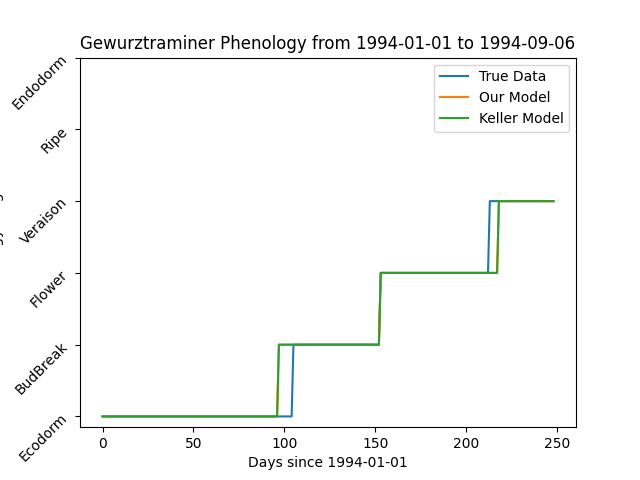 Gewurztraminer Phenology from 1994-01-01 to 1994-09-06
True Data
Our Model
Keller Model
Endodorm
Ripe
Veraison
Flower
BudBreak
Ecodorm
0 50 100 150 200 250
Days since 1994-01-01